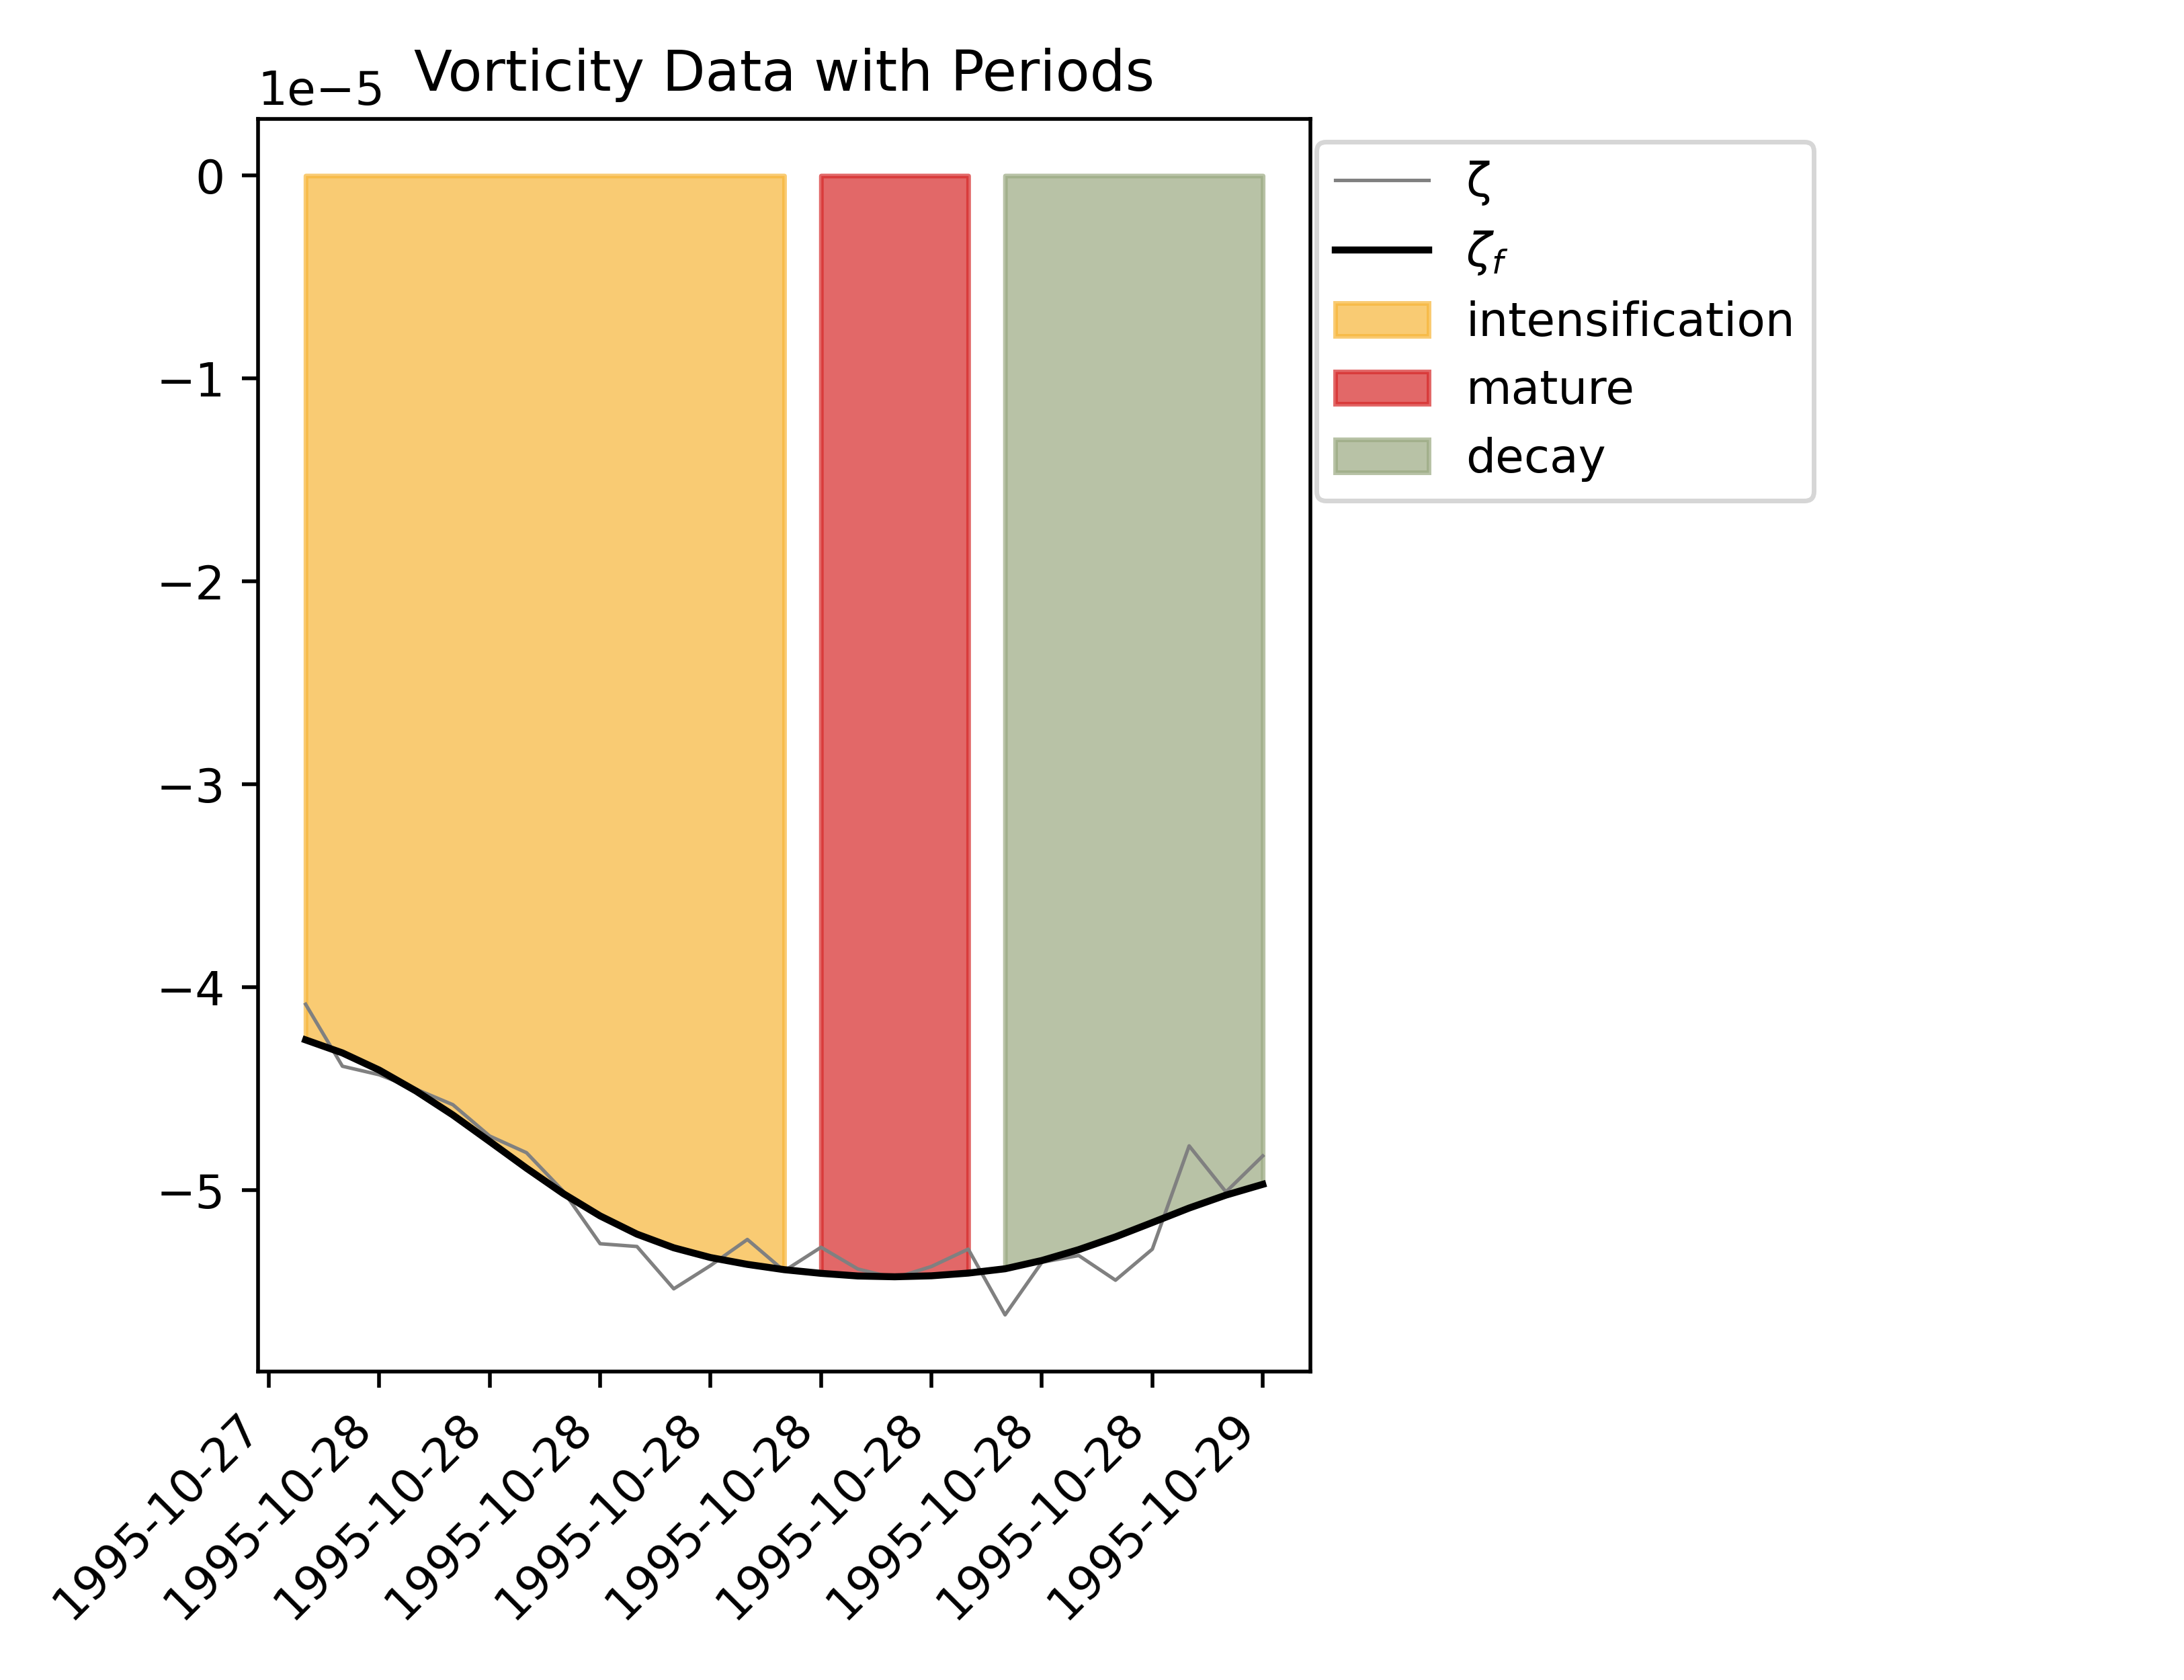 Vorticity Data with Periods
1e−5
0
−1
−2
−3
−4
−5
1995-10-27
1995-10-28
1995-10-28
1995-10-28
1995-10-28
1995-10-28
1995-10-28
1995-10-28
1995-10-28
1995-10-29
ζ
ζf
intensification
mature
decay